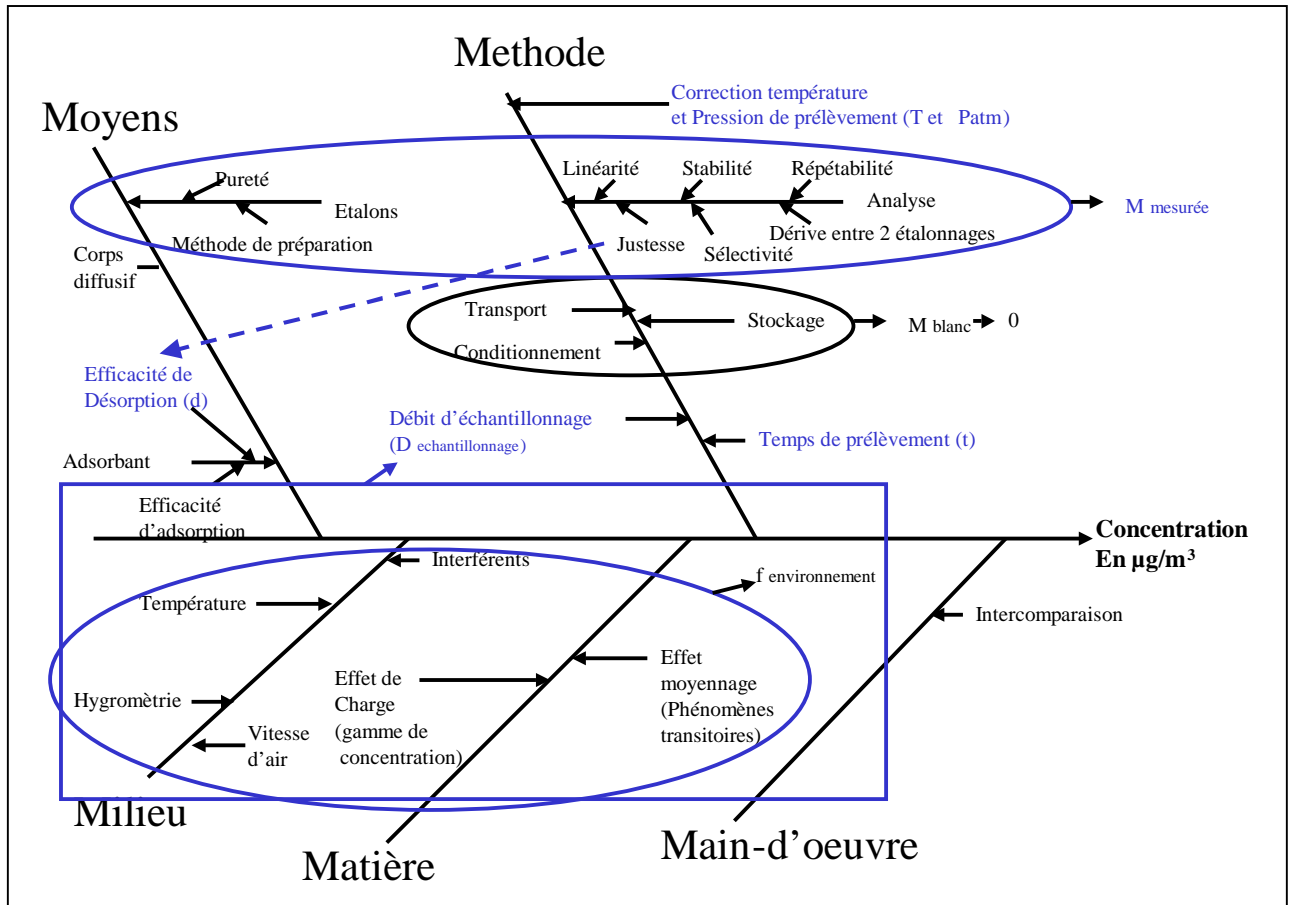 Methode
Correction température
et Pression de prélèvement (T et Patm)
Moyens
Pureté
Etalons
Méthode de préparation
Linéarité
Stabilité
Répétabilité
Analyse
Justesse
Sélectivité
Dérive entre 2 étalonnages
M mesurée
Corps
diffusif
Transport
Stockage
Conditionnement
M blanc
0
Efficacité de
Désorption (d)
Débit d'échantillonnage
(D echantillonnage)
Temps de prélèvement (t)
Adsorbant
Efficacité
d'adsorption
Concentration
En µg/m³
Interférents
f environnement
Température
Intercomparaison
Effet de
Charge
(gamme de
concentration)
Effet
moyennage
(Phénomènes
transitoires)
Hygromètrie
Vitesse
d'air
Milieu
Matière
Main-d'oeuvre